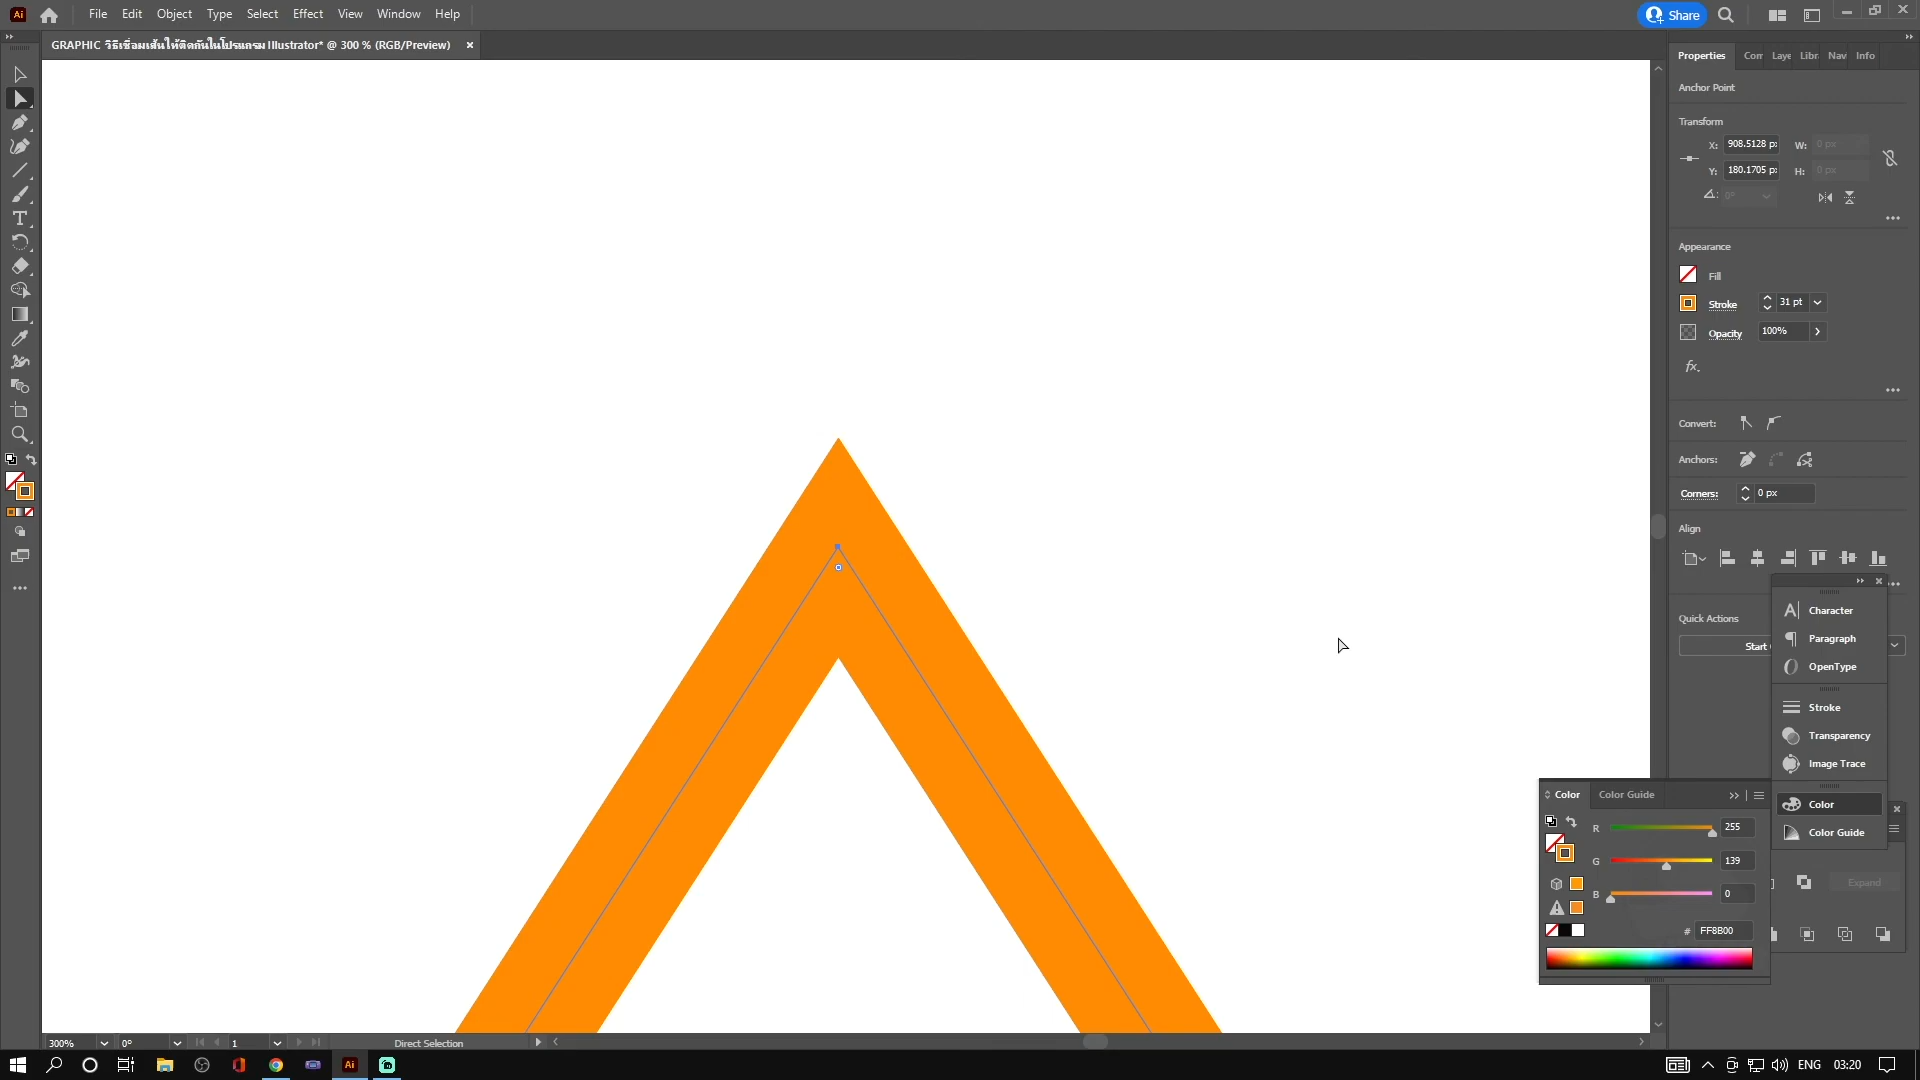 Ai
File Edit Object Type Select Effect View Window Help
Share
GRAPHIC วิธีเชื่อมเส้นให้ติดกันในโปรแกรม Illustrator* @ 300 % (RGB/Preview)
Properties Com Laye Libr Nav Info
Anchor Point
Transform
X: 908.5128 p W: 0 px
Y: 180.1705 p H: 0 px
0°
Appearance
Fill
Stroke 31 pt
Opacity 100%
fx.
Convert:
Anchors:
Corners: 0 px
Align
Character
Quick Actions
Paragraph
Start
OpenType
Stroke
Transparency
Image Trace
Color Color Guide
Color
R 255
Color Guide
G 139
Expand
B 0
# FF8B00
300% 0° 1 Direct Selection
Ai
ENG 03:20